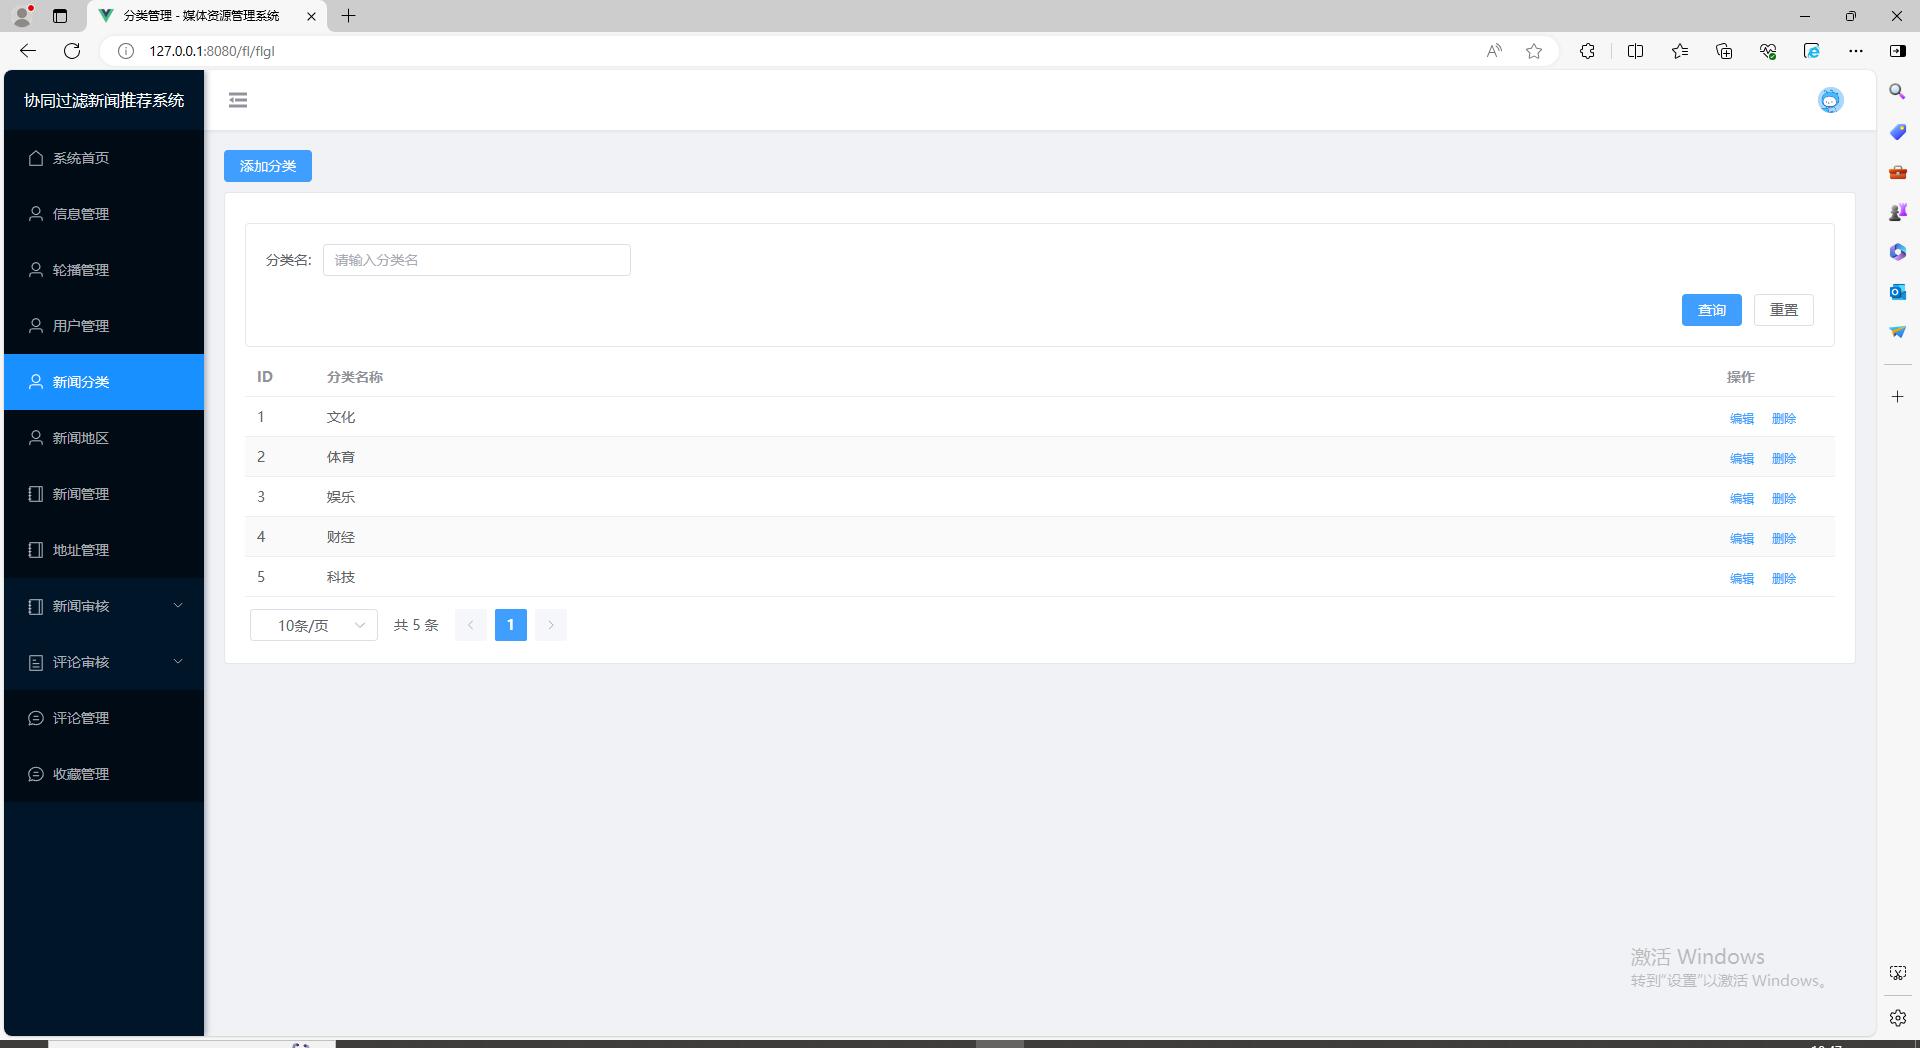 分类管理 - 媒体资源管理系统
127.0.0.1:8080/fl/flgl
协同过滤新闻推荐系统
系统首页
信息管理
轮播管理
用户管理
新闻分类
新闻地区
新闻管理
地址管理
新闻审核
评论审核
评论管理
收藏管理
添加分类
分类名: 请输入分类名
查询 重置
ID 分类名称 操作
1 文化 编辑 删除
2 体育 编辑 删除
3 娱乐 编辑 删除
4 财经 编辑 删除
5 科技 编辑 删除
10条/页 共 5 条 1
激活 Windows
转到"设置"以激活 Windows。